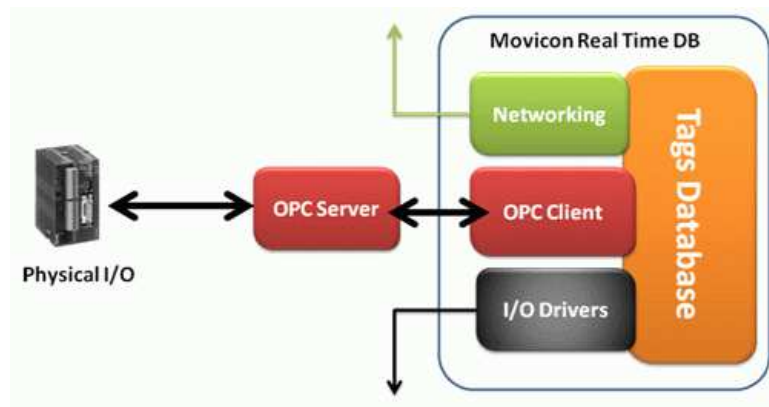 Movicon Real Time DB
Networking
Tags Database
OPC Server
OPC Client
Physical I/O
I/O Drivers